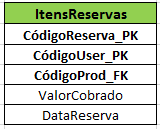 ItensReservas
CódigoReserva_PK
CódigoUser_PK
CódigoProd_FK
ValorCobrado
DataReserva